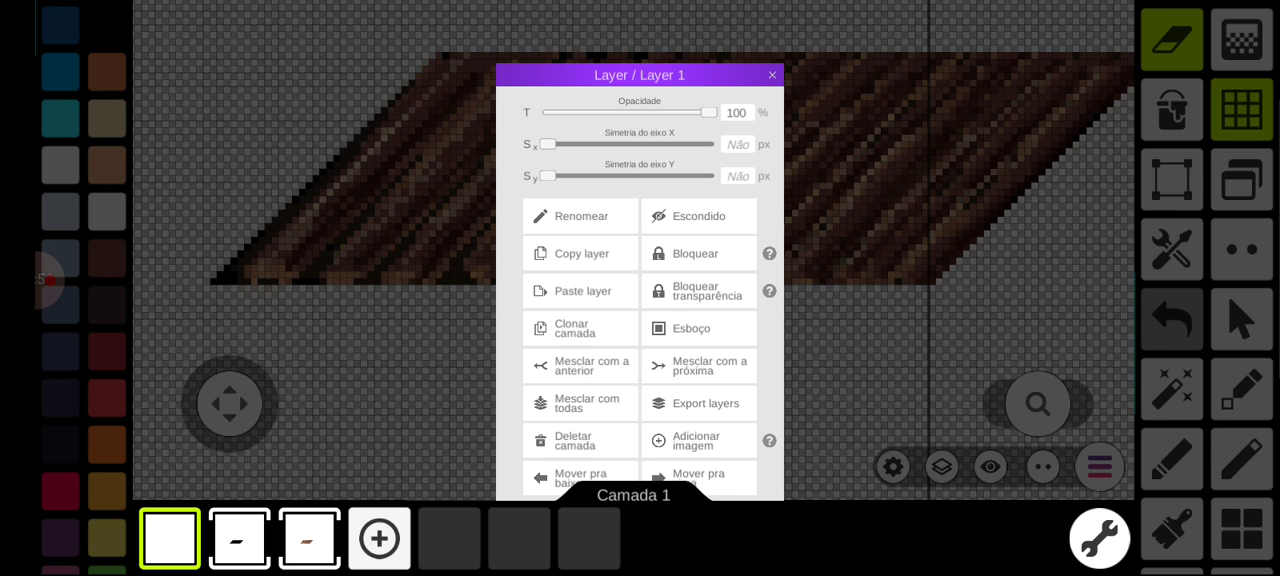 Layer / Layer 1
Opacidade
T 100 %
Simetria do eixo X
S x Não px
Simetria do eixo Y
S y Não px
Renomear Escondido
Copy layer Bloquear
Paste layer Bloquear
transparência
Clonar
camada
Esboço
Mesclar com a
anterior
Mesclar com a
próxima
Mesclar com
todas
Export layers
Deletar
camada
Adicionar
imagem
Mover pra
Mover pra
Camada 1